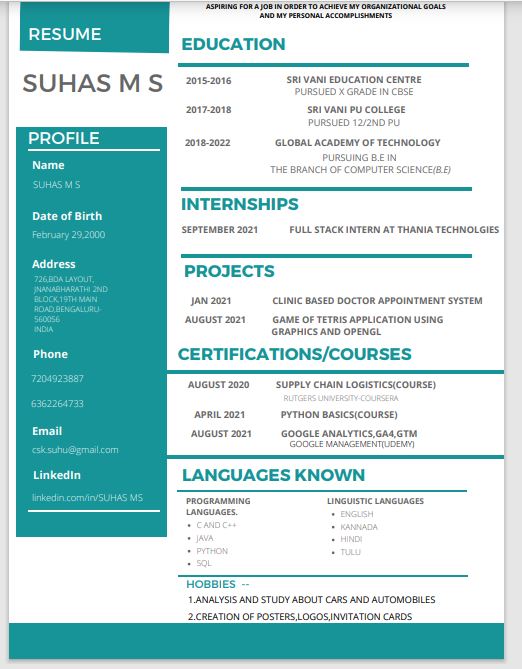 ASPIRING FOR A JOB IN ORDER TO ACHIEVE MY ORGANIZATIONAL GOALS
AND MY PERSONAL ACCOMPLISHMENTS
RESUME
SUHAS M S
PROFILE
Name
SUHAS M S
Date of Birth
February 29,2000
Address
726,BDA LAYOUT,
JNANABHARATHI 2ND
BLOCK,19TH MAIN
ROAD,BENGALURU-
560056
INDIA
Phone
7204923887
6362264733
Email
csk.suhu@gmail.com
LinkedIn
linkedin.com/in/SUHAS MS
EDUCATION
2015-2016 SRI VANI EDUCATION CENTRE
PURSUED X GRADE IN CBSE
2017-2018 SRI VANI PU COLLEGE
PURSUED 12/2ND PU
2018-2022 GLOBAL ACADEMY OF TECHNOLOGY
PURSUING B.E IN
THE BRANCH OF COMPUTER SCIENCE(B.E)
INTERNSHIPS
SEPTEMBER 2021 FULL STACK INTERN AT THANIA TECHNOLGIES
PROJECTS
JAN 2021 CLINIC BASED DOCTOR APPOINTMENT SYSTEM
AUGUST 2021 GAME OF TETRIS APPLICATION USING
GRAPHICS AND OPENGL
CERTIFICATIONS/COURSES
AUGUST 2020 SUPPLY CHAIN LOGISTICS(COURSE)
RUTGERS UNIVERSITY-COURSERA
APRIL 2021 PYTHON BASICS(COURSE)
AUGUST 2021 GOOGLE ANALYTICS,GA4,GTM
GOOGLE MANAGEMENT(UDEMY)
LANGUAGES KNOWN
PROGRAMMING
LANGUAGES.
• C AND C++
• JAVA
• PYTHON
• SQL
LINGUISTIC LANGUAGES
• ENGLISH
• KANNADA
• HINDI
• TULU
HOBBIES --
1.ANALYSIS AND STUDY ABOUT CARS AND AUTOMOBILES
2.CREATION OF POSTERS,LOGOS,INVITATION CARDS